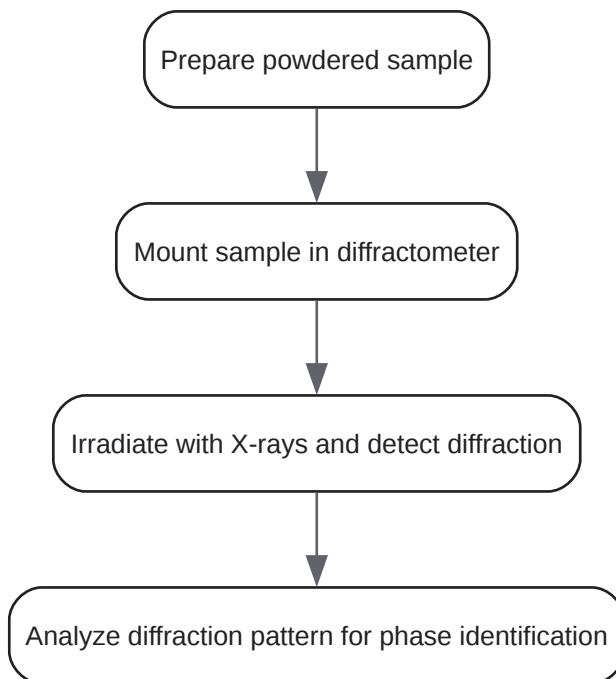 Prepare powdered sample
Mount sample in diffractometer
Irradiate with X-rays and detect diffraction
Analyze diffraction pattern for phase identification